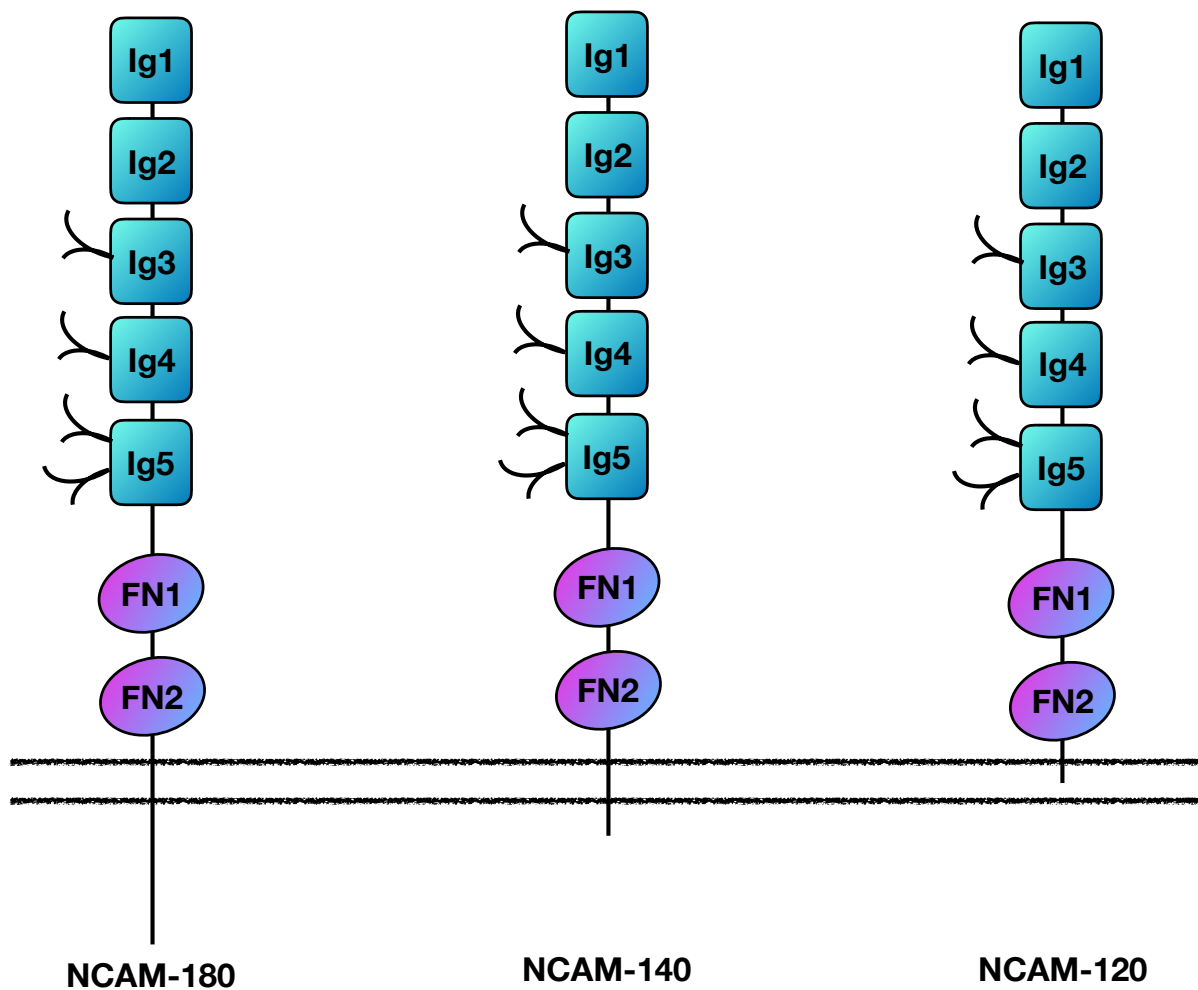 Ig1
Ig2
Ig3
Ig4
Ig5
FN1
FN2
NCAM-180
Ig1
Ig2
Ig3
Ig4
Ig5
FN1
FN2
NCAM-140
Ig1
Ig2
Ig3
Ig4
Ig5
FN1
FN2
NCAM-120